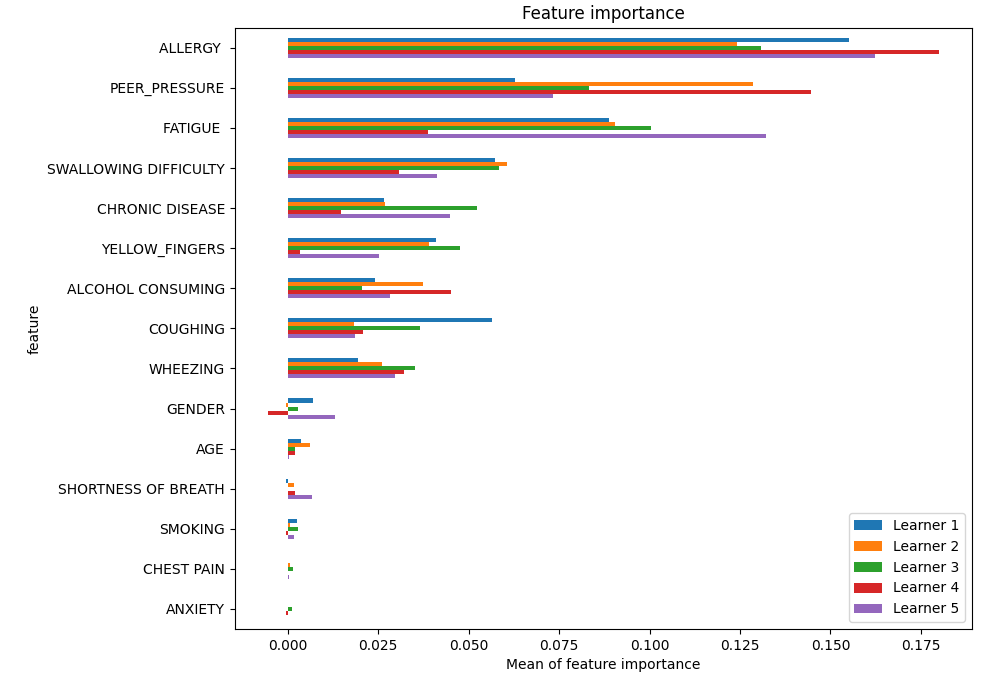 Feature importance
ALLERGY
PEER_PRESSURE
FATIGUE
SWALLOWING DIFFICULTY
CHRONIC DISEASE
YELLOW_FINGERS
ALCOHOL CONSUMING
COUGHING
WHEEZING
GENDER
AGE
SHORTNESS OF BREATH
SMOKING
CHEST PAIN
ANXIETY
feature
Learner 1
Learner 2
Learner 3
Learner 4
Learner 5
0.000 0.025 0.050 0.075 0.100 0.125 0.150 0.175
Mean of feature importance